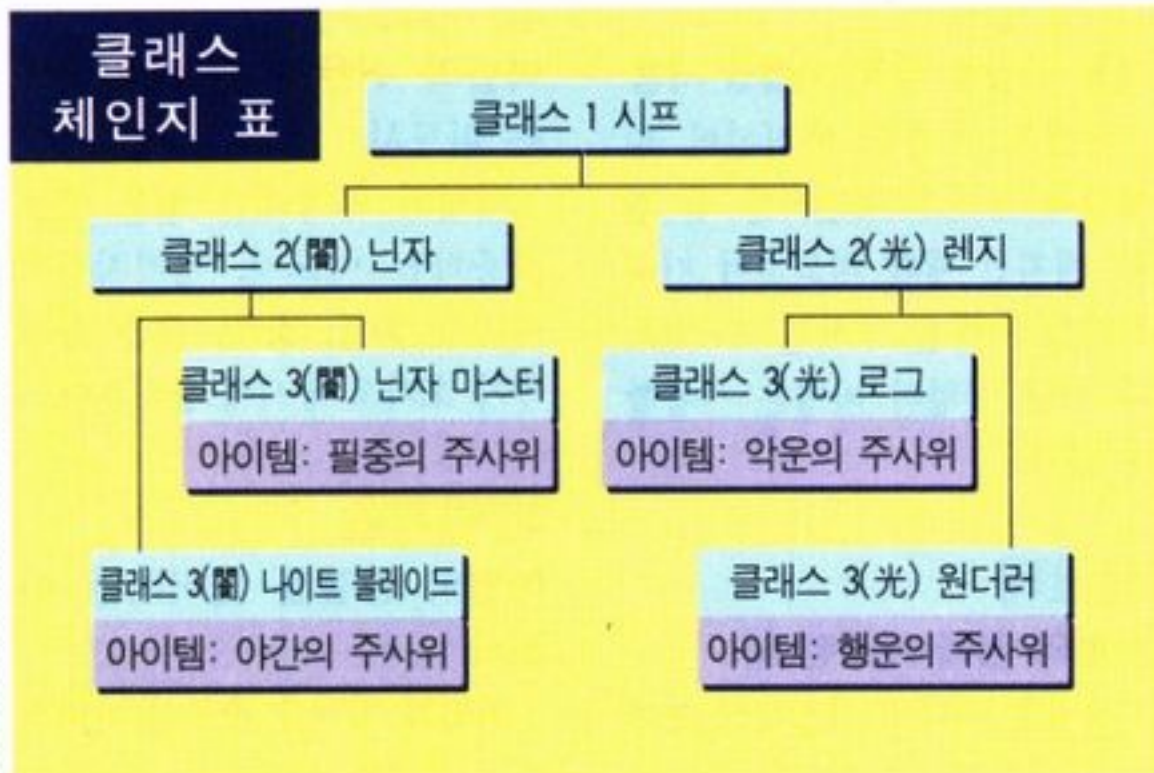 클래스
체인지 표
클래스 1 시프
클래스 2(闇) 닌자
클래스 2(光) 렌지
클래스 3(闇) 닌자 마스터
아이템: 필중의 주사위
클래스 3(光) 로그
아이템: 악운의 주사위
클래스 3(闇) 나이트 블레이드
아이템: 야간의 주사위
클래스 3(光) 원더러
아이템: 행운의 주사위